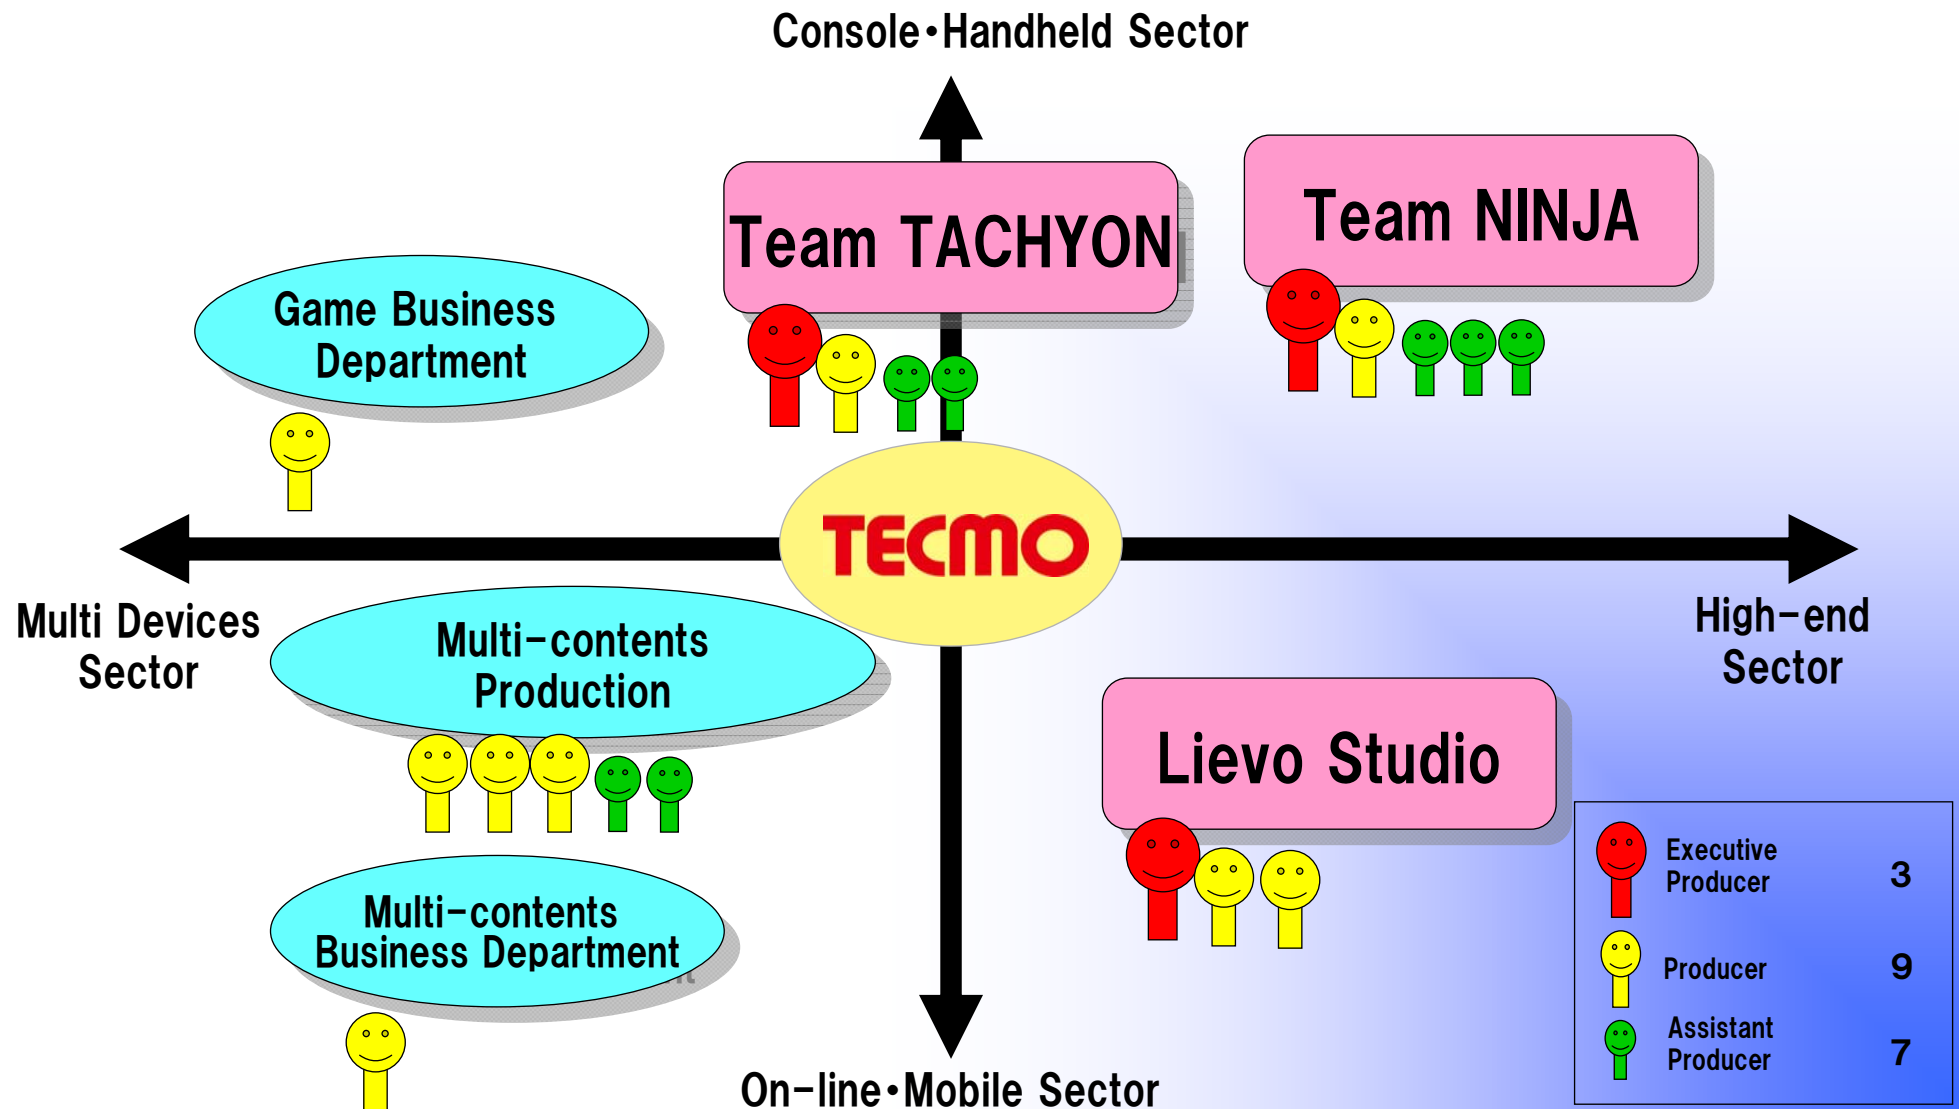 Console・Handheld Sector
Team TACHYON
Team NINJA
Game Business
Department
TECMO
Multi Devices
Sector
High-end
Sector
Multi-contents
Production
Lievo Studio
Multi-contents
Business Department
On-line・Mobile Sector
Executive
Producer 3
Producer 9
Assistant
Producer 7